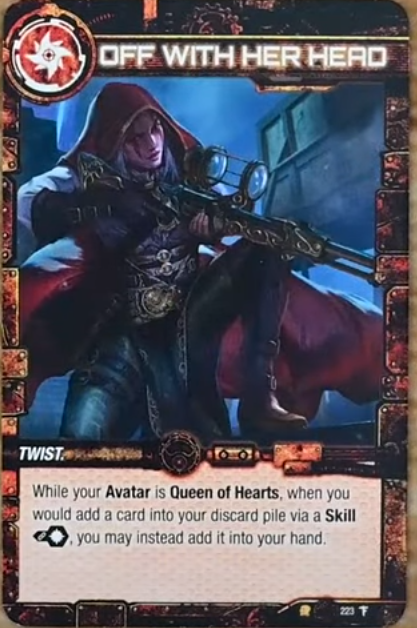 OFF WITH HER HEAD
TWIST.
While your Avatar is Queen of Hearts, when you
would add a card into your discard pile via a Skill
, you may instead add it into your hand.
R 223 F